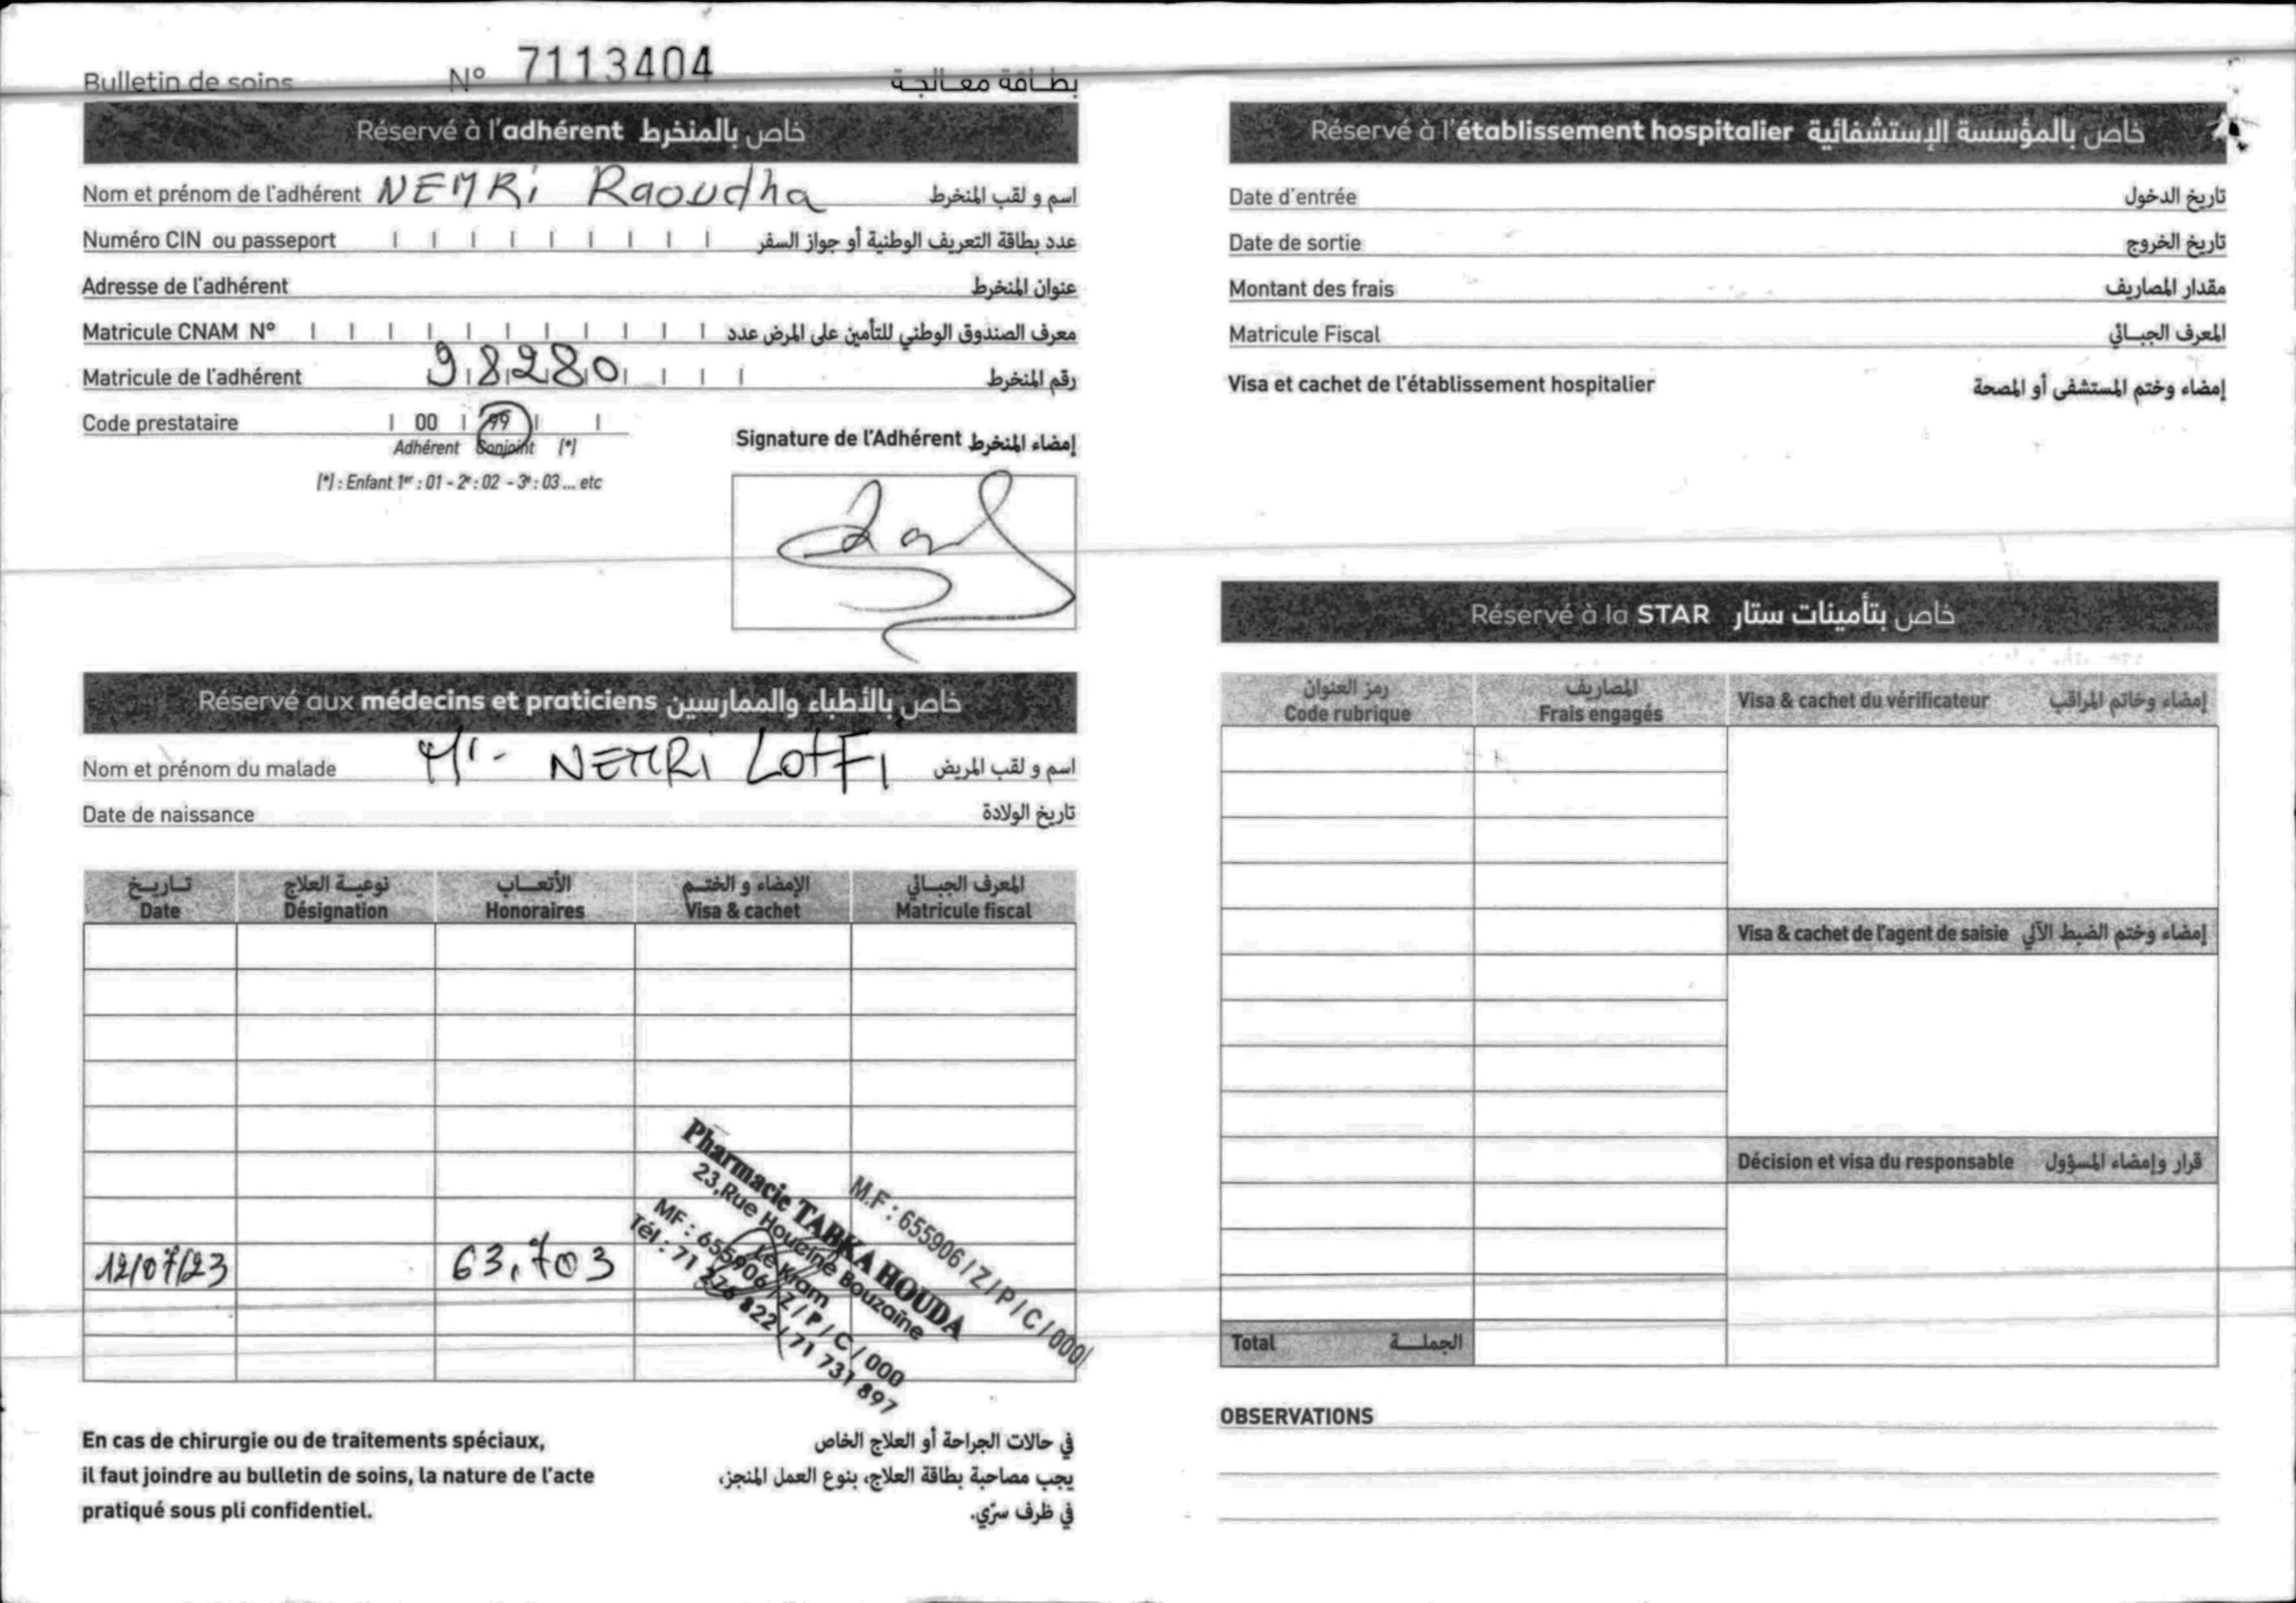 Bulletin de soins N° 7113404 بطاقة معالجة
Réservé à l'adhérent خاص بالمنخرط
Nom et prénom de l'adhérent NEMRi Raoudha اسم و لقب المنخرط
Numéro CIN ou passeport عدد بطاقة التعريف الوطنية أو جواز السفر
Adresse de l'adhérent عنوان المنخرط
Matricule CNAM N° معرف الصندوق الوطني للتأمين على المرض عدد
Matricule de l'adhérent 98280 رقم المنخرط
Code prestataire 00 99
Adhérent Conjoint (*)
(*) : Enfant 1er : 01 - 2e : 02 - 3e : 03 ... etc
Signature de l'Adhérent إمضاء المنخرط
Réservé aux médecins et praticiens خاص بالأطباء والممارسين
Nom et prénom du malade NEMRi LOTFI اسم و لقب المريض
Date de naissance تاريخ الولادة
تاريخ نوعية العلاج الأتعاب الإمضاء و الختم المعرف الجبائي
Date Désignation Honoraires Visa & cachet Matricule fiscal
12/07/23 63,703
Pharmacie TABKA HOUDA
23,Rue Houcine Bouzaine
Le Kram
MF : 655906 / Z / P / C / 000
Tél : 71 276 822 / 71 731 897
M.F : 655906 / Z / P / C / 000/
En cas de chirurgie ou de traitements spéciaux,
il faut joindre au bulletin de soins, la nature de l'acte
pratiqué sous pli confidentiel.
في حالات الجراحة أو العلاج الخاص
يجب مصاحبة بطاقة العلاج، بنوع العمل المنجز،
في ظرف سرّي.
Réservé à l'établissement hospitalier خاص بالمؤسسة الإستشفائية
Date d'entrée تاريخ الدخول
Date de sortie تاريخ الخروج
Montant des frais مقدار المصاريف
Matricule Fiscal المعرف الجبائي
Visa et cachet de l'établissement hospitalier إمضاء وختم المستشفى أو المصحة
Réservé à la STAR خاص بتأمينات ستار
رمز العنوان المصاريف
Code rubrique Frais engagés Visa & cachet du vérificateur إمضاء وخاتم المراقب
Visa & cachet de l'agent de saisie إمضاء وختم الضبط الآلي
Décision et visa du responsable قرار وإمضاء المسؤول
Total الجملة
OBSERVATIONS